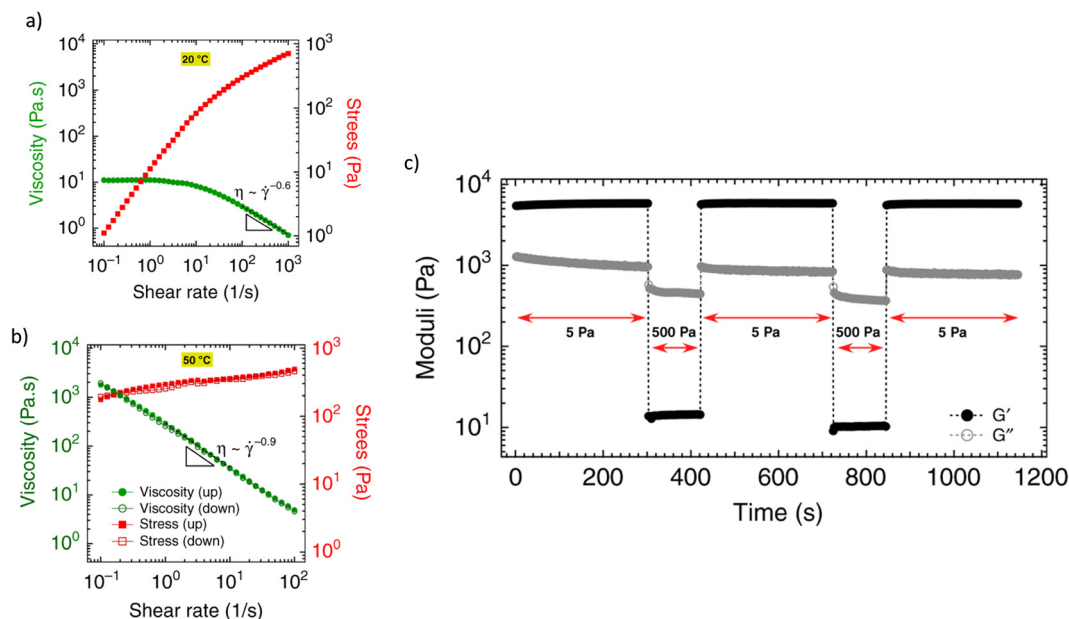 a)
20 °C
10⁴
10³
10²
10¹
10⁰
Viscosity (Pa.s)
10³
10²
10¹
10⁰
Strees (Pa)
η ~ γ̇⁻⁰·⁶
10⁻¹ 10⁰ 10¹ 10² 10³
Shear rate (1/s)
b)
50 °C
10⁴
10³
10²
10¹
10⁰
Viscosity (Pa.s)
10³
10²
10¹
10⁰
Strees (Pa)
η ~ γ̇⁻⁰·⁹
Viscosity (up)
Viscosity (down)
Stress (up)
Stress (down)
10⁻¹ 10⁰ 10¹ 10²
Shear rate (1/s)
c)
10⁴
10³
10²
10¹
Moduli (Pa)
5 Pa 500 Pa 5 Pa 500 Pa 5 Pa
G′
G″
0 200 400 600 800 1000 1200
Time (s)